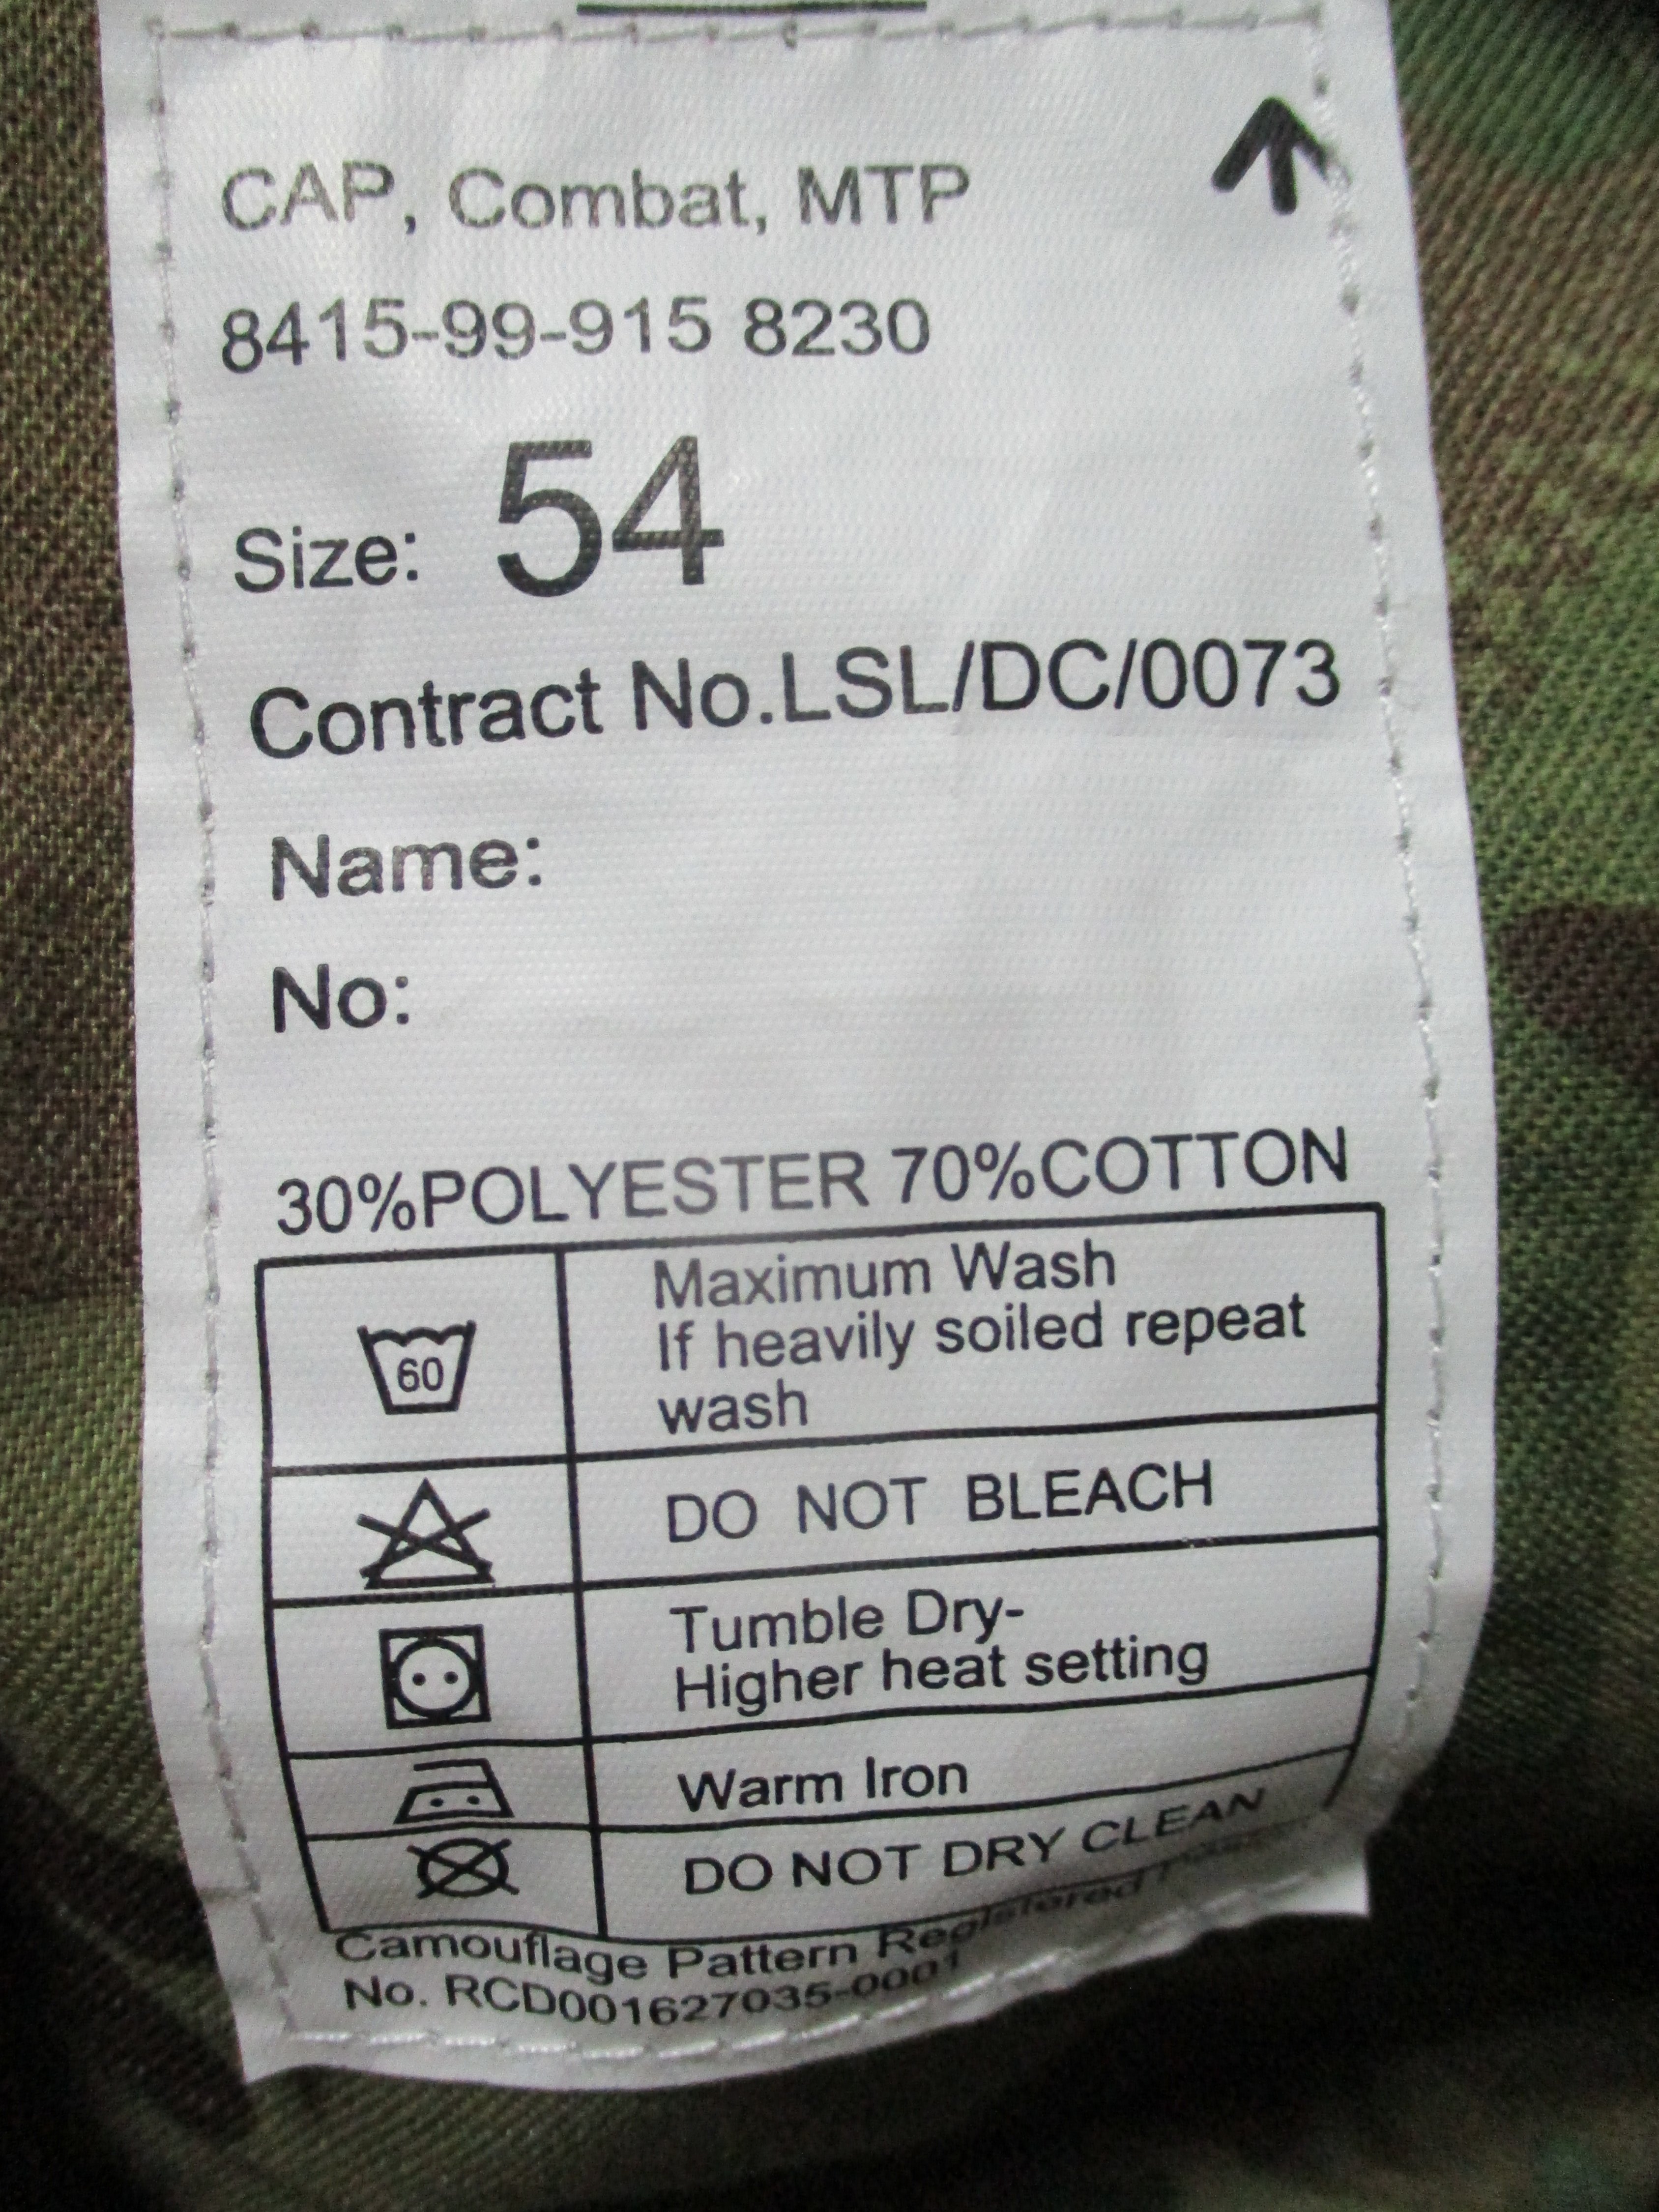 CAP, Combat, MTP
8415-99-915 8230
Size: 54
Contract No.LSL/DC/0073
Name:
No:
30%POLYESTER 70%COTTON
60
Maximum Wash
If heavily soiled repeat
wash
DO NOT BLEACH
Tumble Dry-
Higher heat setting
Warm Iron
DO NOT DRY CLEAN
Camouflage Pattern Registered
No. RCD001627035-0001